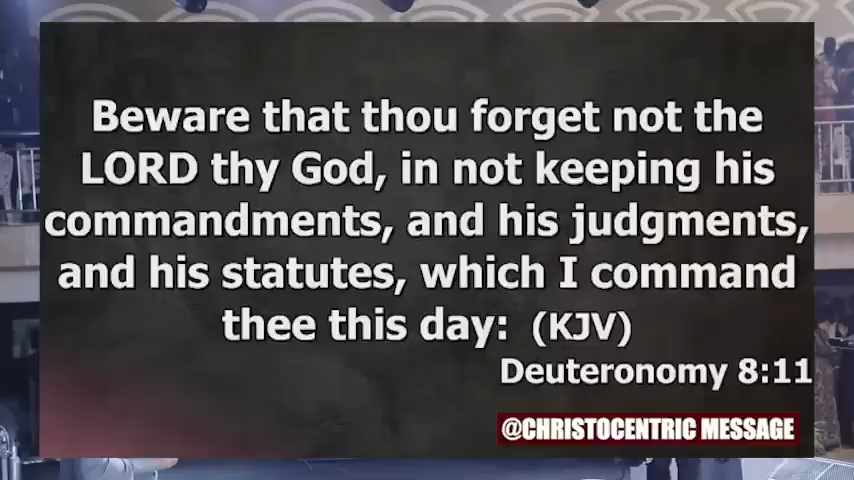 Beware that thou forget not the
LORD thy God, in not keeping his
commandments, and his judgments,
and his statutes, which I command
thee this day: (KJV)
Deuteronomy 8:11
@CHRISTOCENTRIC MESSAGE